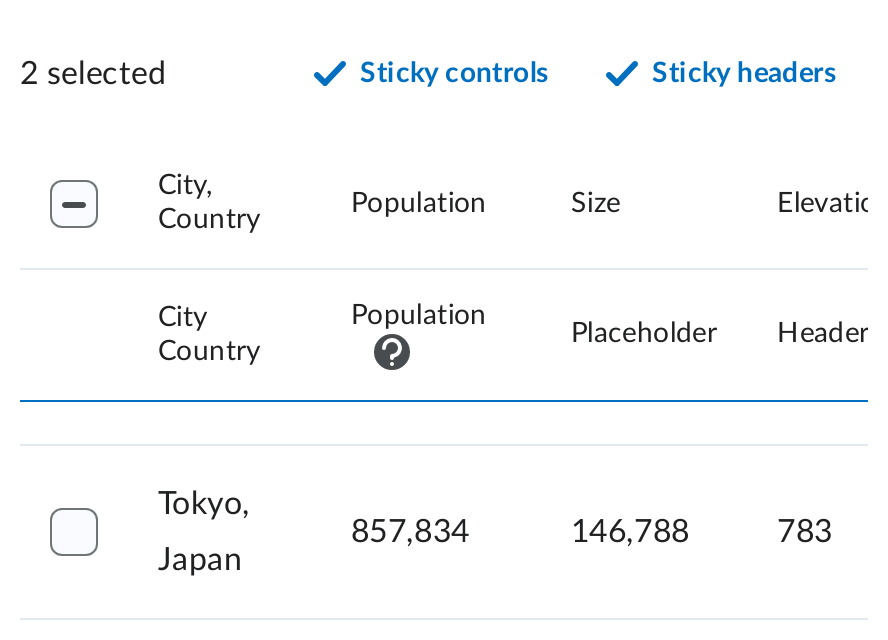 2 selected Sticky controls Sticky headers
City, Country Population Size Elevatio
City Country Population Placeholder Header
Tokyo, Japan 857,834 146,788 783